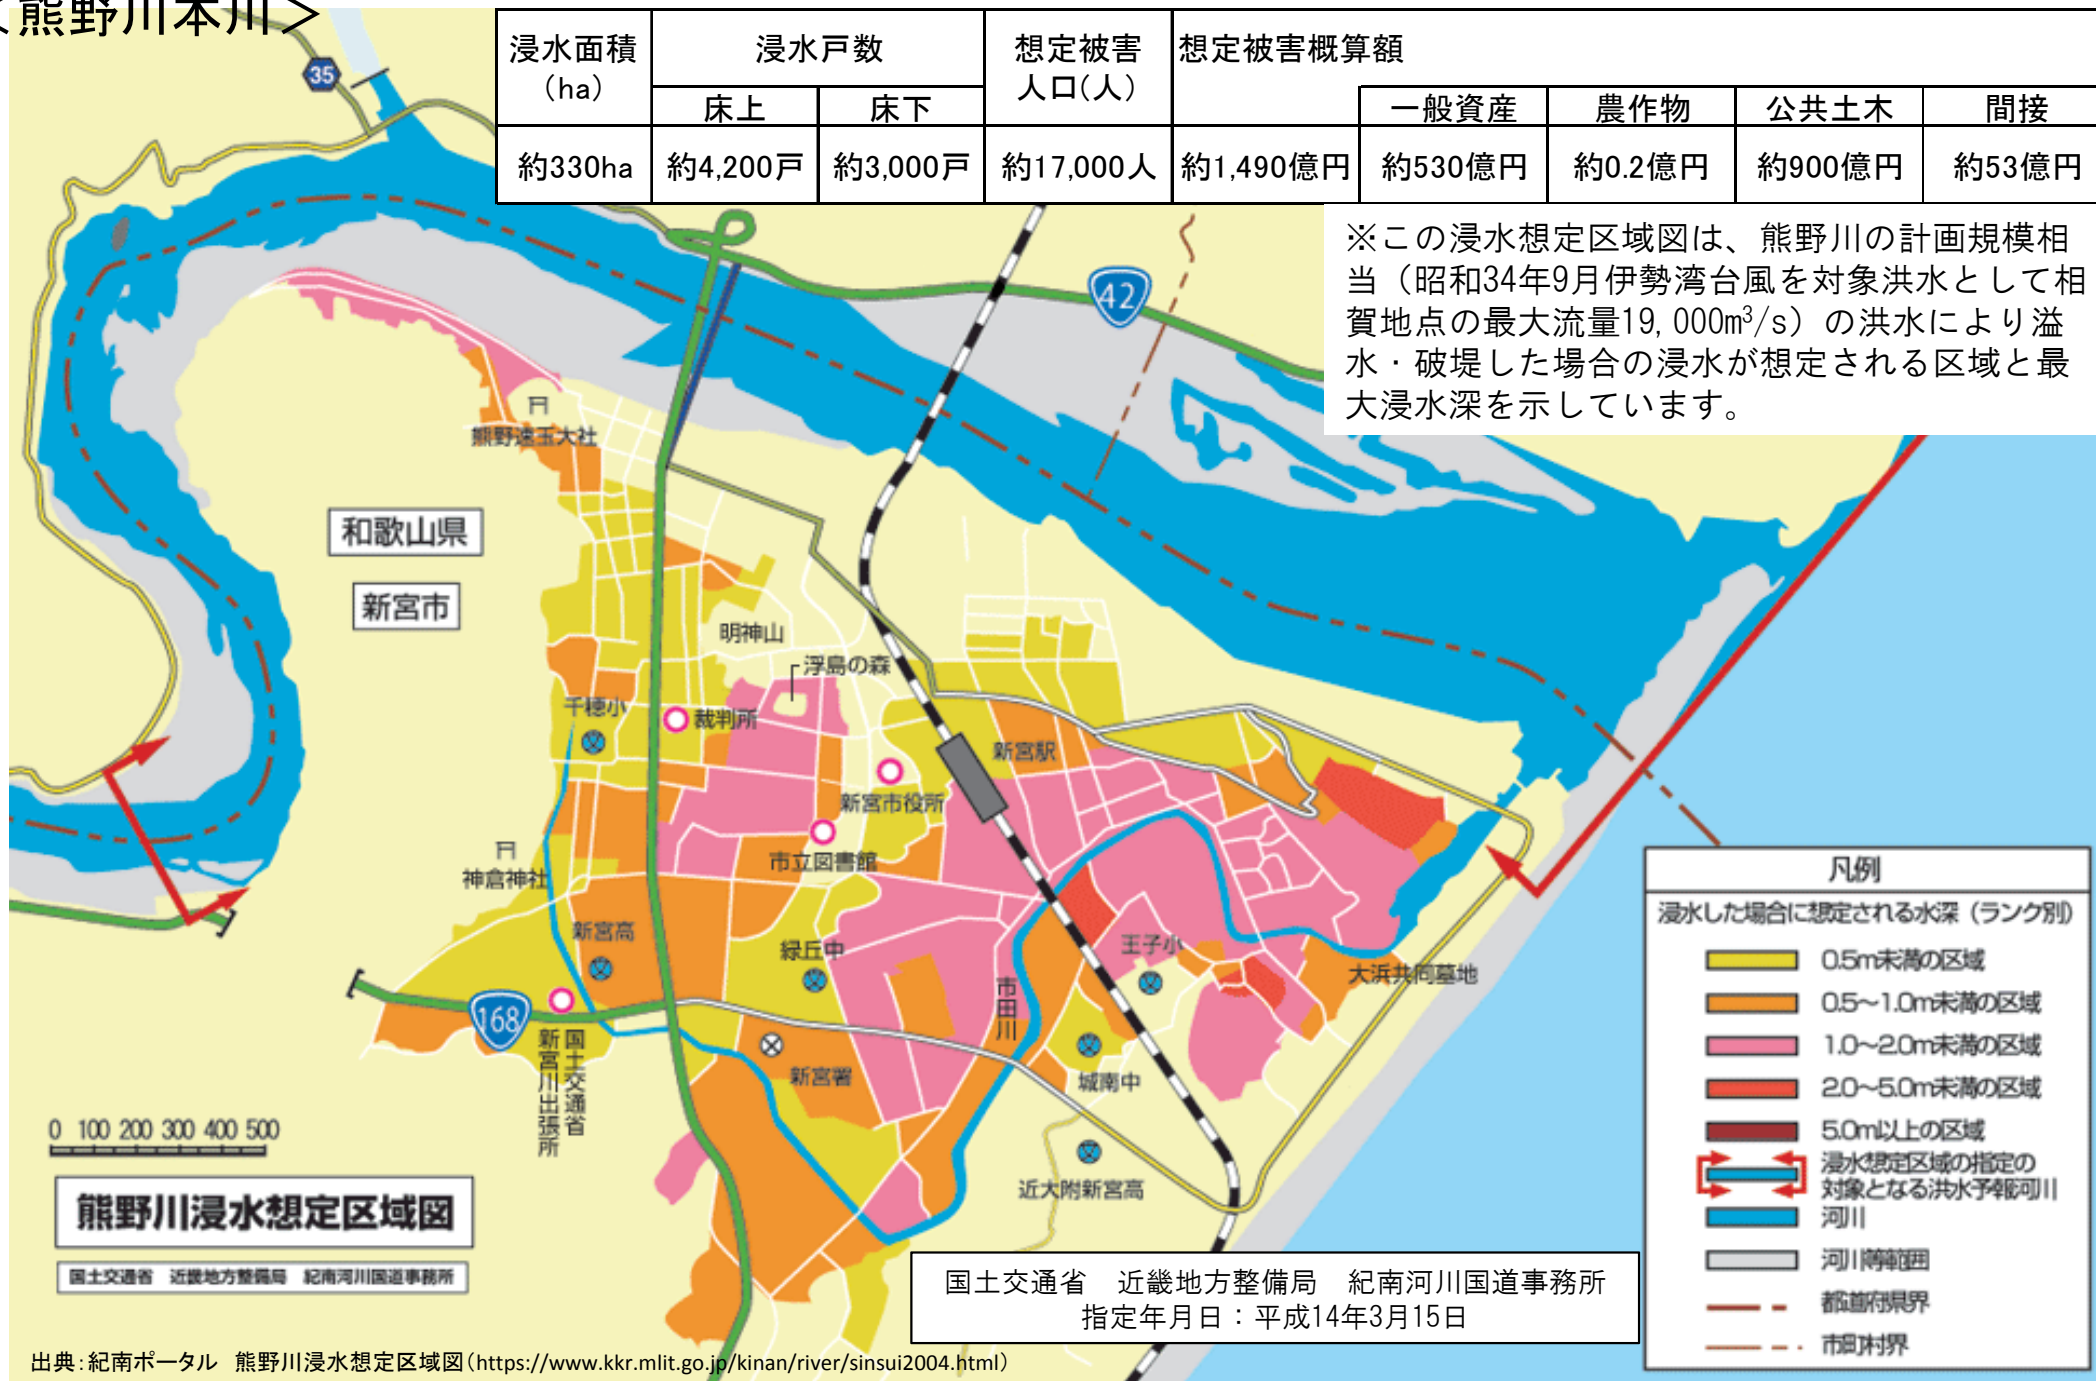 ＜熊野川本川＞
浸水面積
（ha）
浸水戸数
想定被害
人口(人)
想定被害概算額
床上
床下
一般資産
農作物
公共土木
間接
約330ha
約4,200戸
約3,000戸
約17,000人
約1,490億円
約530億円
約0.2億円
約900億円
約53億円
※この浸水想定区域図は、熊野川の計画規模相
当（昭和34年9月伊勢湾台風を対象洪水として相
賀地点の最大流量19,000m³/s）の洪水により溢
水・破堤した場合の浸水が想定される区域と最
大浸水深を示しています。
35
42
熊野速玉大社
和歌山県
新宮市
明神山
浮島の森
千穂小
裁判所
新宮駅
新宮市役所
市立図書館
神倉神社
新宮高
緑丘中
王子小
大浜共同墓地
市田川
168
国土交通省
新宮川出張所
新宮署
城南中
近大附新宮高
0 100 200 300 400 500
熊野川浸水想定区域図
国土交通省　近畿地方整備局　紀南河川国道事務所
国土交通省　近畿地方整備局　紀南河川国道事務所
指定年月日：平成14年3月15日
凡例
浸水した場合に想定される水深（ランク別）
0.5m未満の区域
0.5～1.0m未満の区域
1.0～2.0m未満の区域
2.0～5.0m未満の区域
5.0m以上の区域
浸水想定区域の指定の
対象となる洪水予報河川
河川
河川等範囲
都道府県界
市町村界
出典：紀南ポータル　熊野川浸水想定区域図（https://www.kkr.mlit.go.jp/kinan/river/sinsui2004.html）